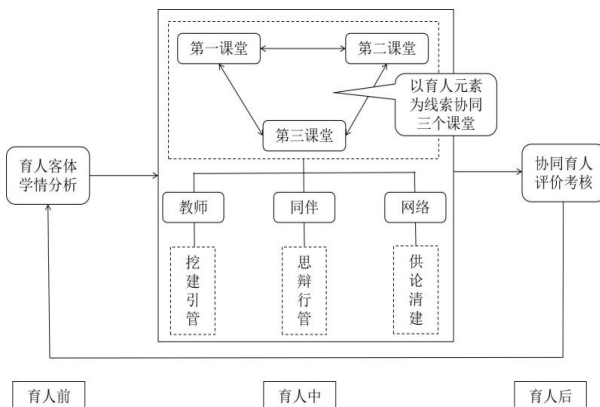 第一课堂
第二课堂
以育人元素
为线索协同
三个课堂
第三课堂
育人客体
学情分析
协同育人
评价考核
教师
同伴
网络
挖建引管
思辩行管
供论清建
育人前
育人中
育人后